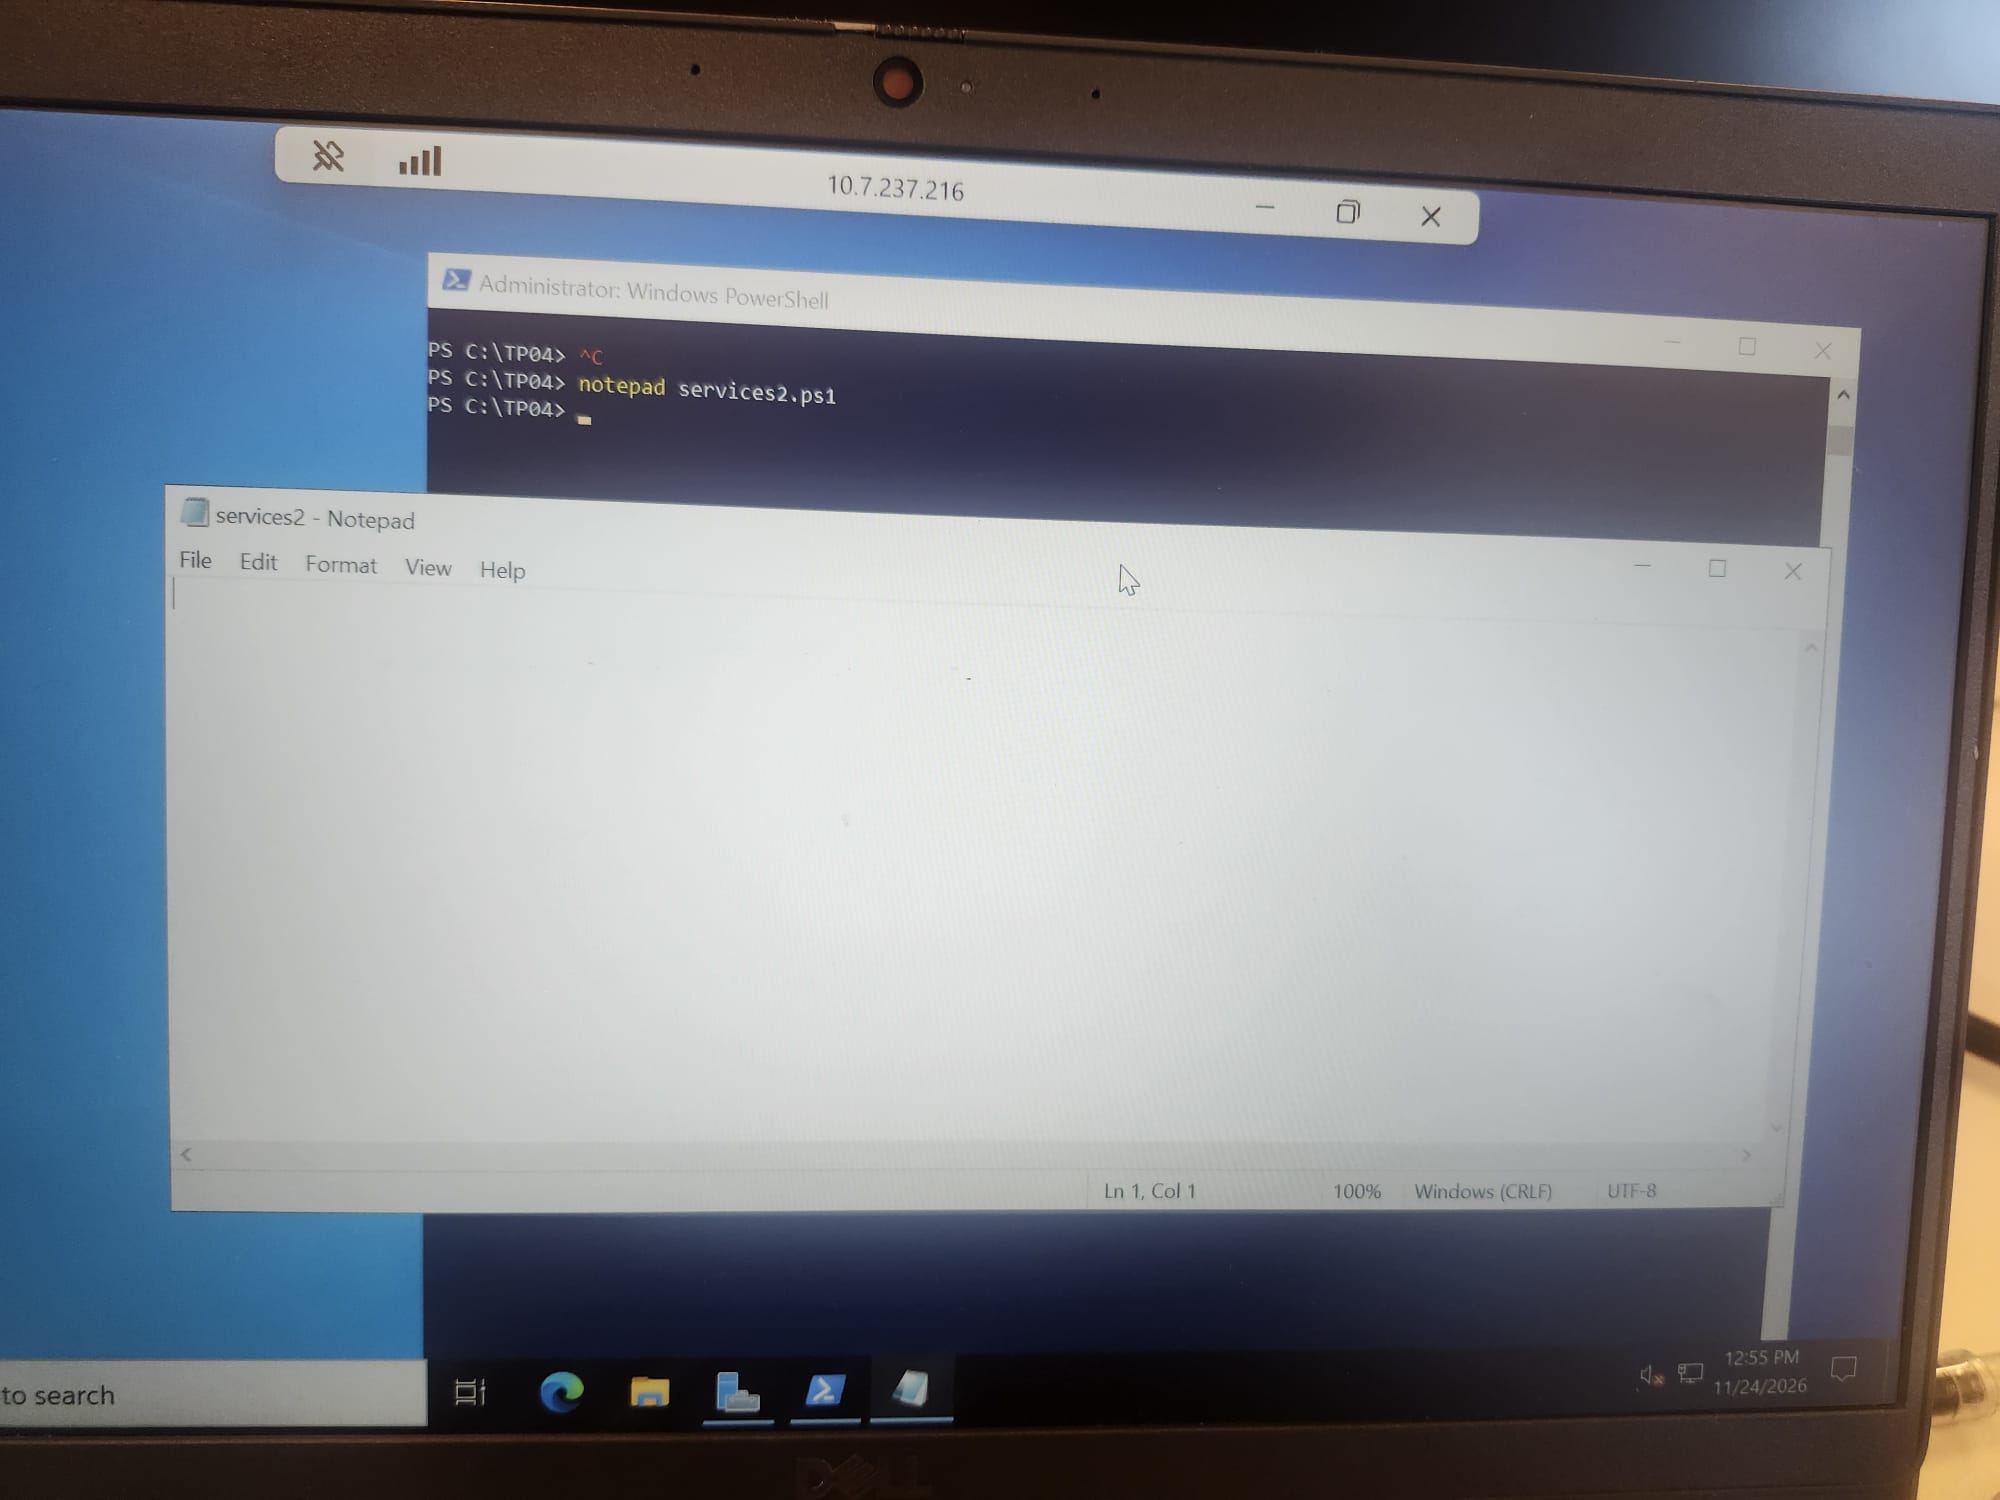 10.7.237.216
Administrator: Windows PowerShell
PS C:\TP04> ^C
PS C:\TP04> notepad services2.ps1
PS C:\TP04>
services2 - Notepad
File Edit Format View Help
Ln 1, Col 1 100% Windows (CRLF) UTF-8
to search
12:55 PM
11/24/2026
DELL